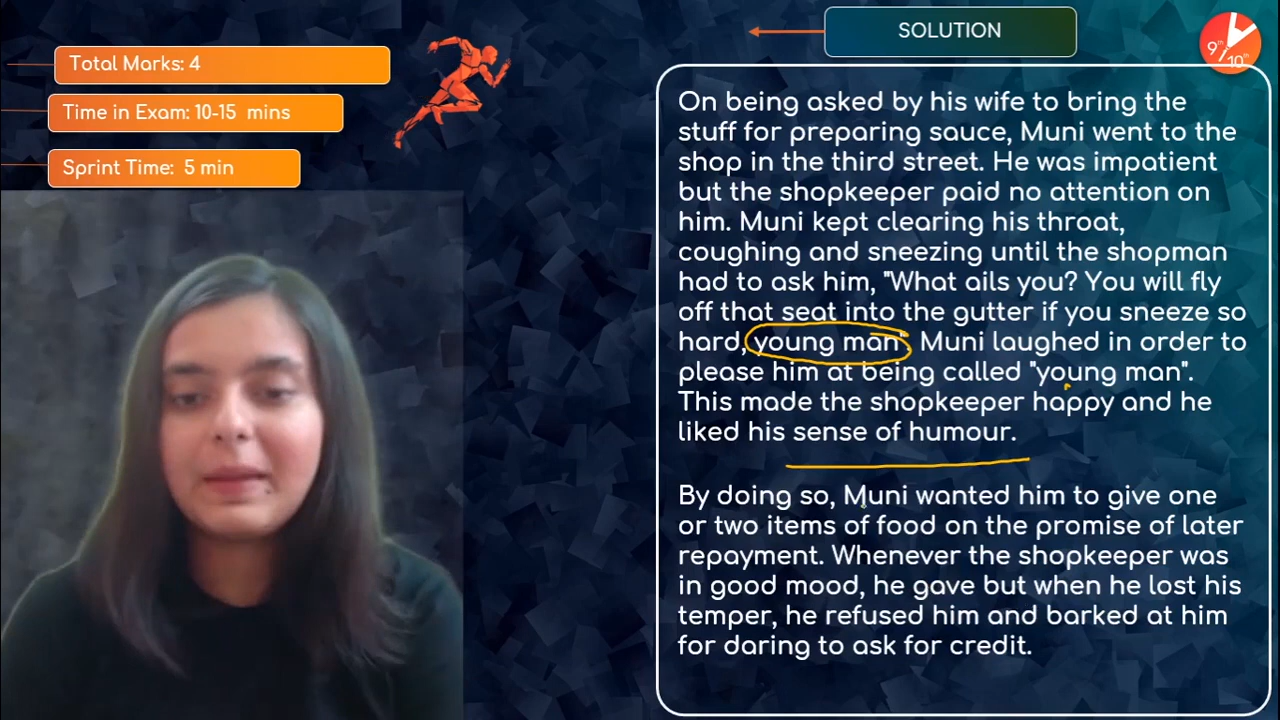 SOLUTION
9th/10th
Total Marks: 4
Time in Exam: 10-15 mins
Sprint Time: 5 min
On being asked by his wife to bring the
stuff for preparing sauce, Muni went to the
shop in the third street. He was impatient
but the shopkeeper paid no attention on
him. Muni kept clearing his throat,
coughing and sneezing until the shopman
had to ask him, "What ails you? You will fly
off that seat into the gutter if you sneeze so
hard, young man". Muni laughed in order to
please him at being called "young man".
This made the shopkeeper happy and he
liked his sense of humour.
By doing so, Muni wanted him to give one
or two items of food on the promise of later
repayment. Whenever the shopkeeper was
in good mood, he gave but when he lost his
temper, he refused him and barked at him
for daring to ask for credit.